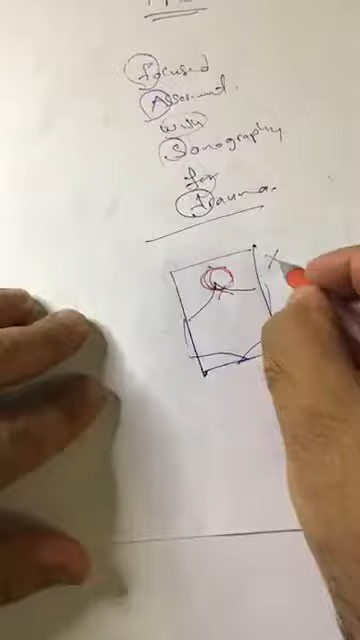 Focused
Assessment
with
Sonography
for
Trauma.
X